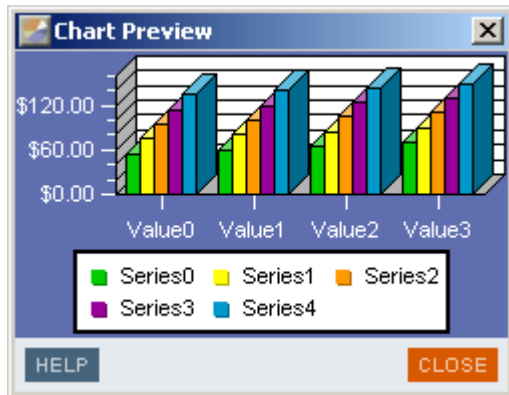 Chart Preview
$120.00
$60.00
$0.00
Value0 Value1 Value2 Value3
Series0 Series1 Series2
Series3 Series4
HELP CLOSE